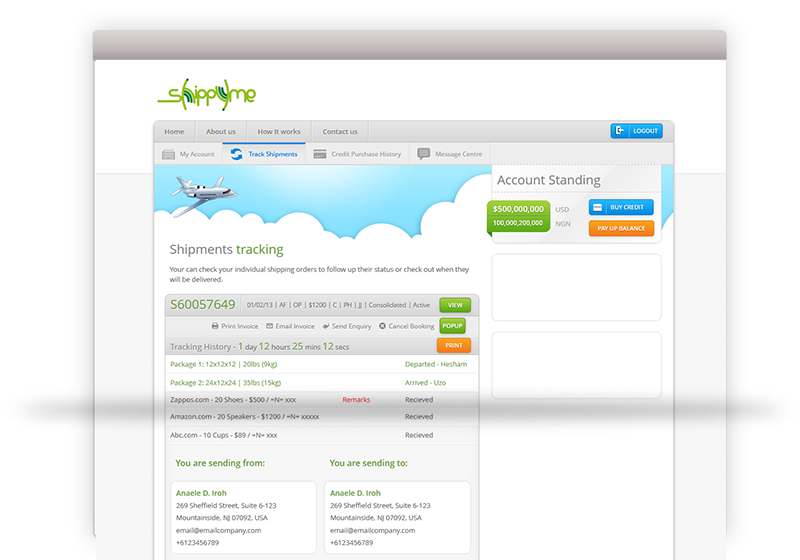 shippyme
Home About us How it works Contact us LOGOUT
My Account Track Shipments Credit Purchase History Message Centre
Account Standing
$500,000,000 USD BUY CREDIT
100,000,200,000 NGN PAY UP BALANCE
Shipments tracking
Your can check your individual shipping orders to follow up their status or check out when they
will be delivered.
S60057649 01/02/13 | AF | OP | $1200 | C | PH | JJ | Consolidated | Active VIEW
Print Invoice Email Invoice Send Enquiry Cancel Booking POPUP
Tracking History - 1 day 12 hours 25 mins 12 secs PRINT
Package 1: 12x12x12 | 20lbs (9kg) Departed - Hesham
Package 2: 24x12x24 | 35lbs (15kg) Arrived - Uzo
Zappos.com - 20 Shoes - $500 / =N= xxx Remarks Recieved
Amazon.com - 20 Speakers - $1200 / =N= xxxxx Recieved
Abc.com - 10 Cups - $89 / =N= xxx Recieved
You are sending from: You are sending to:
Anaele D. Iroh Anaele D. Iroh
269 Sheffield Street, Suite 6-123 269 Sheffield Street, Suite 6-123
Mountainside, NJ 07092, USA Mountainside, NJ 07092, USA
email@emailcompany.com email@emailcompany.com
+6123456789 +6123456789